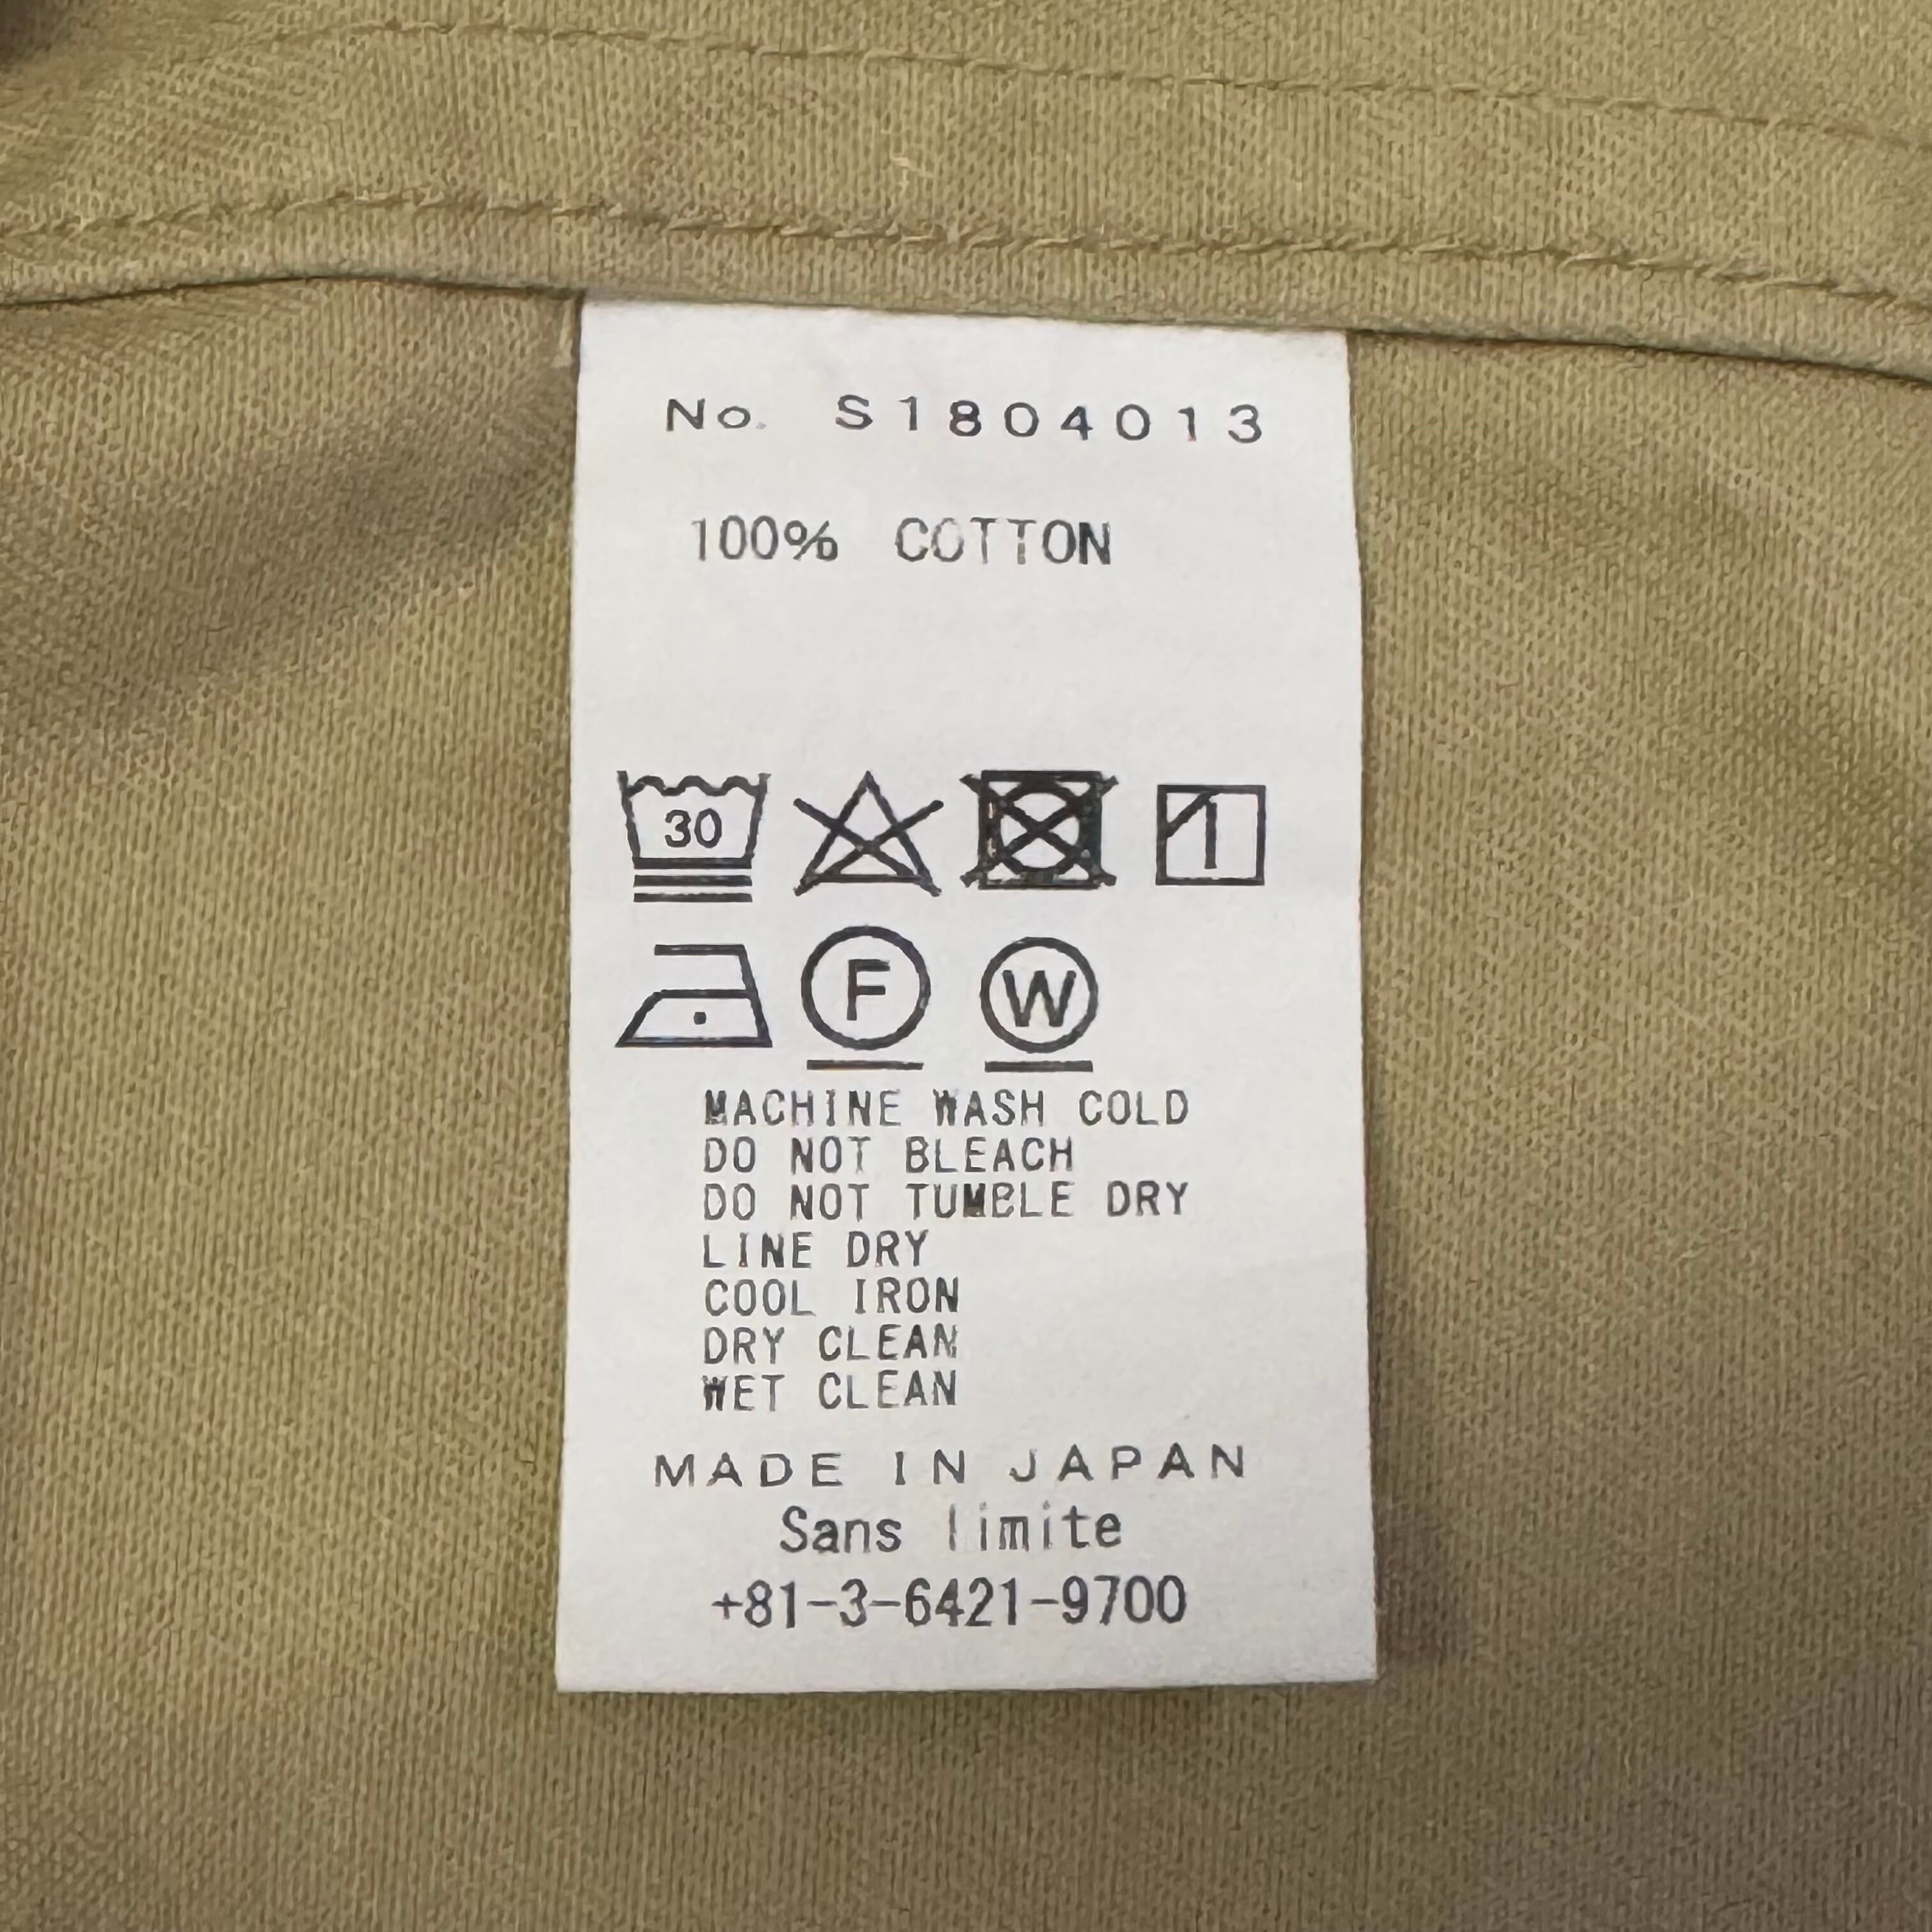 No. S1804013
100% COTTON
30
F W
MACHINE WASH COLD
DO NOT BLEACH
DO NOT TUMBLE DRY
LINE DRY
COOL IRON
DRY CLEAN
WET CLEAN
MADE IN JAPAN
Sans limite
+81-3-6421-9700